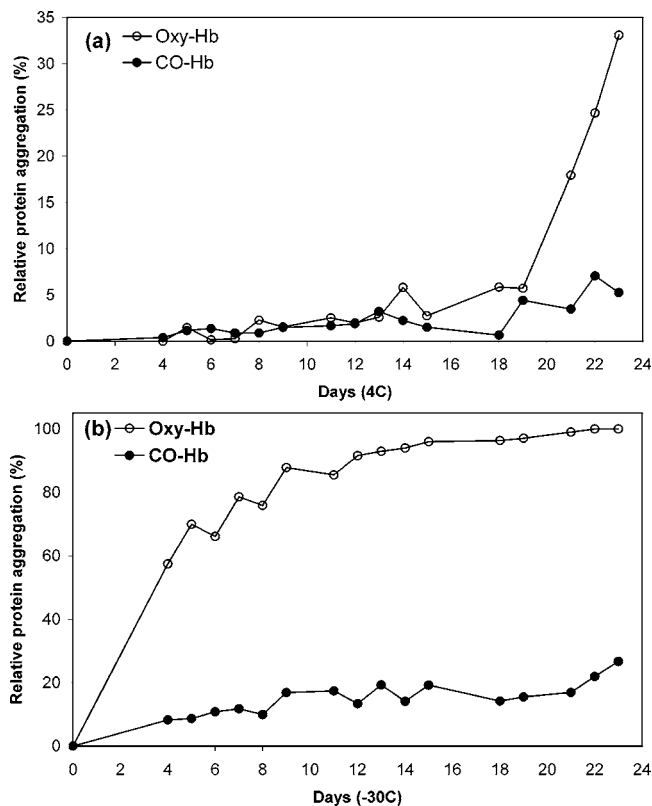 (a)
Oxy-Hb
CO-Hb
Relative protein aggregation (%)
35
30
25
20
15
10
5
0
0 2 4 6 8 10 12 14 16 18 20 22 24
Days (4C)
(b)
Oxy-Hb
CO-Hb
Relative protein aggregation (%)
100
80
60
40
20
0
0 2 4 6 8 10 12 14 16 18 20 22 24
Days (-30C)